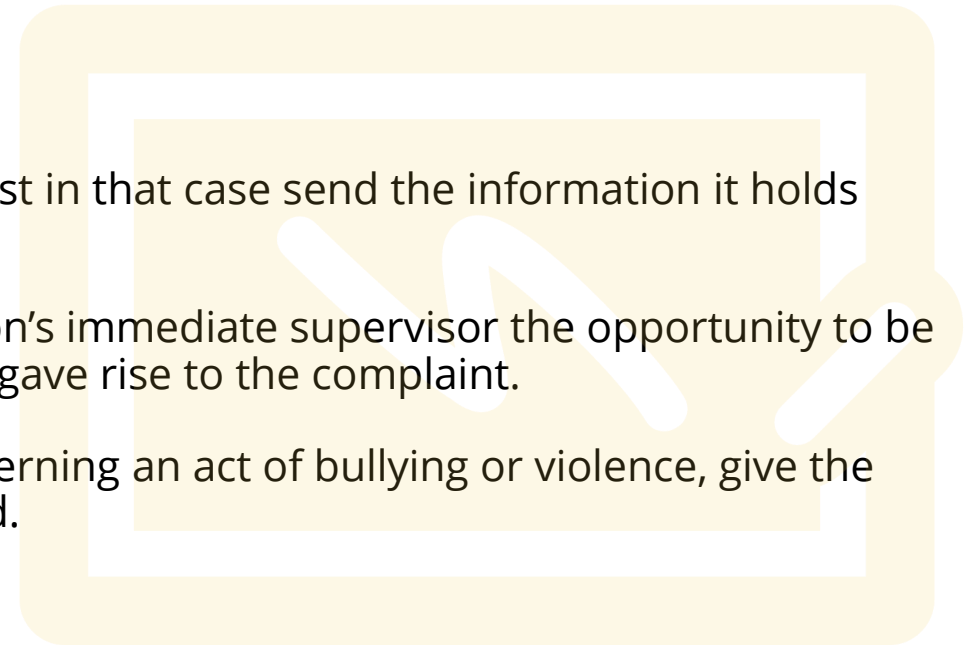 st in that case send the information it holds
on's immediate supervisor the opportunity to be
gave rise to the complaint.
erning an act of bullying or violence, give the
d.